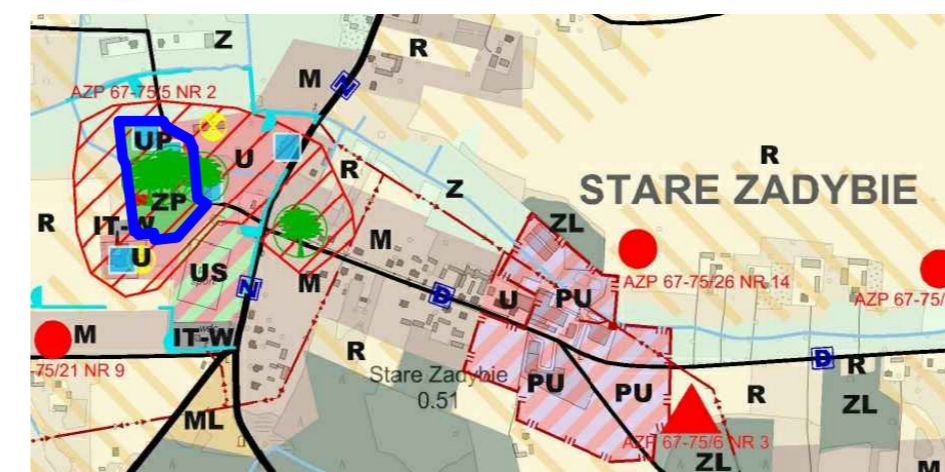 Z
R
M
AZP 67-75/5 NR 2
N
UP
U
R
R
Z
STARE ZADYBIE
ZP
R
IT-W
ZL
M
U
US
M
AZP 67-75/26 NR 14
N
D
U
PU
AZP 67-75/
M
IT-W
R
D
R
75/21 NR 9
Stare Zadybie
0.51
PU
PU
R
ZL
ML
AZP 67-75/6 NR 3
ZL
M